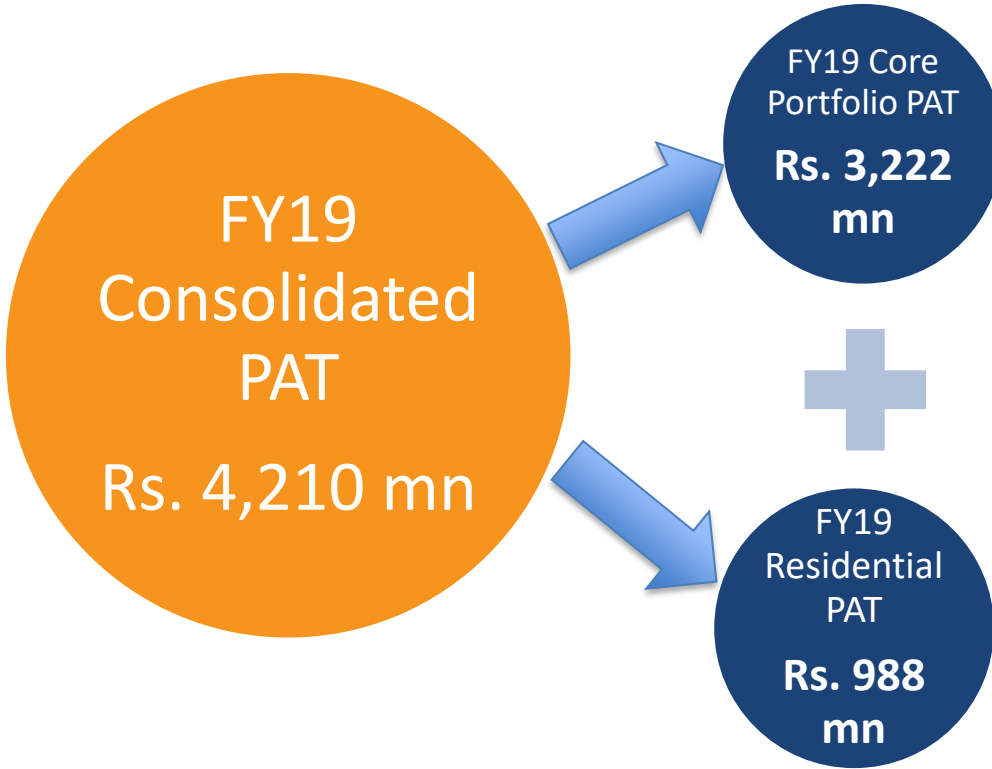 FY19
Consolidated
PAT
Rs. 4,210 mn
FY19 Core
Portfolio PAT
Rs. 3,222
mn
FY19
Residential
PAT
Rs. 988
mn